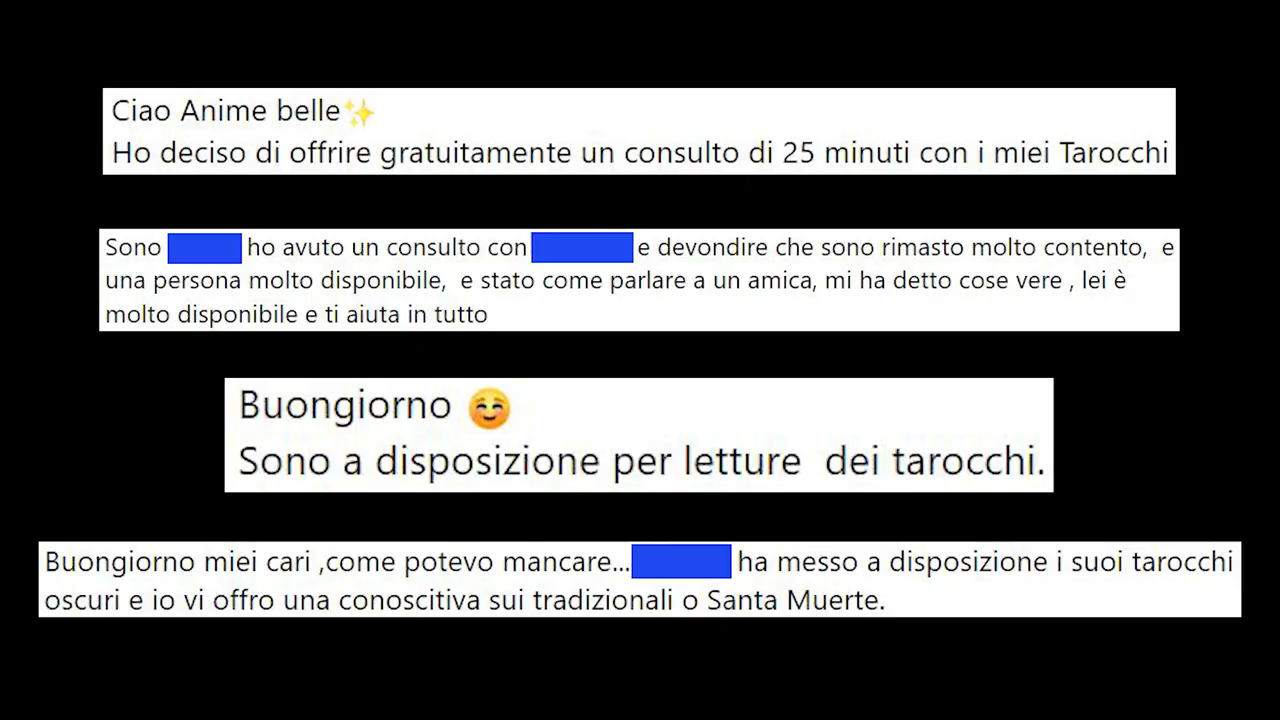 Ciao Anime belle✨
Ho deciso di offrire gratuitamente un consulto di 25 minuti con i miei Tarocchi
Sono ho avuto un consulto con e devondire che sono rimasto molto contento, e
una persona molto disponibile, e stato come parlare a un amica, mi ha detto cose vere , lei è
molto disponibile e ti aiuta in tutto
Buongiorno ☺️
Sono a disposizione per letture dei tarocchi.
Buongiorno miei cari ,come potevo mancare... ha messo a disposizione i suoi tarocchi
oscuri e io vi offro una conoscitiva sui tradizionali o Santa Muerte.